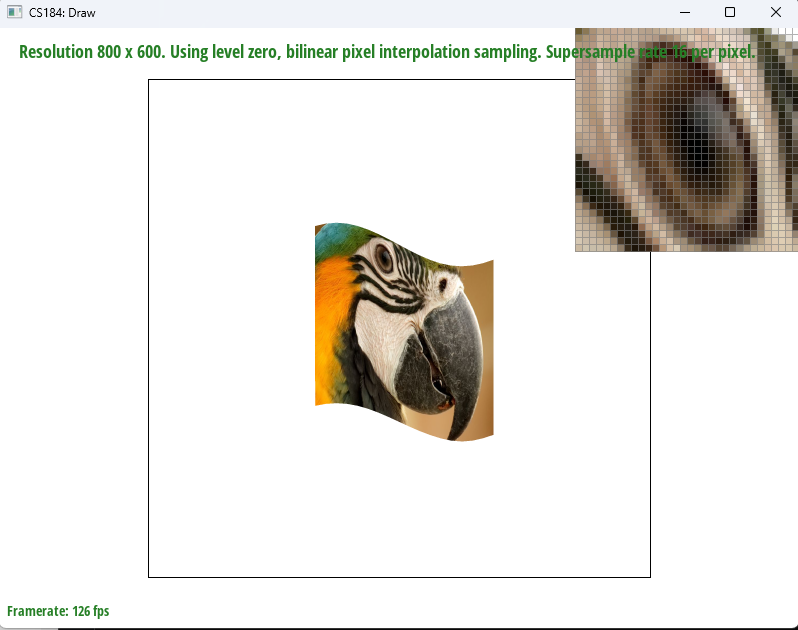 CS184: Draw
Resolution 800 x 600. Using level zero, bilinear pixel interpolation sampling. Supersample rate 16 per pixel.
Framerate: 126 fps